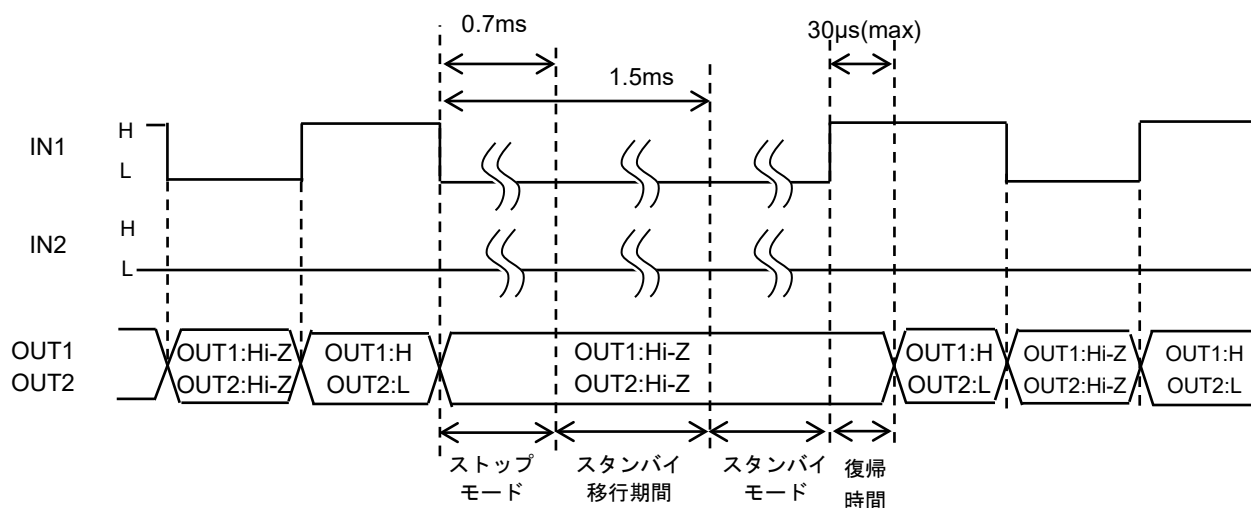 0.7ms
30μs(max)
1.5ms
H
IN1
L
H
IN2
L
OUT1 OUT1:Hi-Z OUT1:H OUT1:Hi-Z OUT1:H OUT1:Hi-Z OUT1:H
OUT2 OUT2:Hi-Z OUT2:L OUT2:Hi-Z OUT2:L OUT2:Hi-Z OUT2:L
ストップ スタンバイ スタンバイ 復帰
モード 移行期間 モード 時間